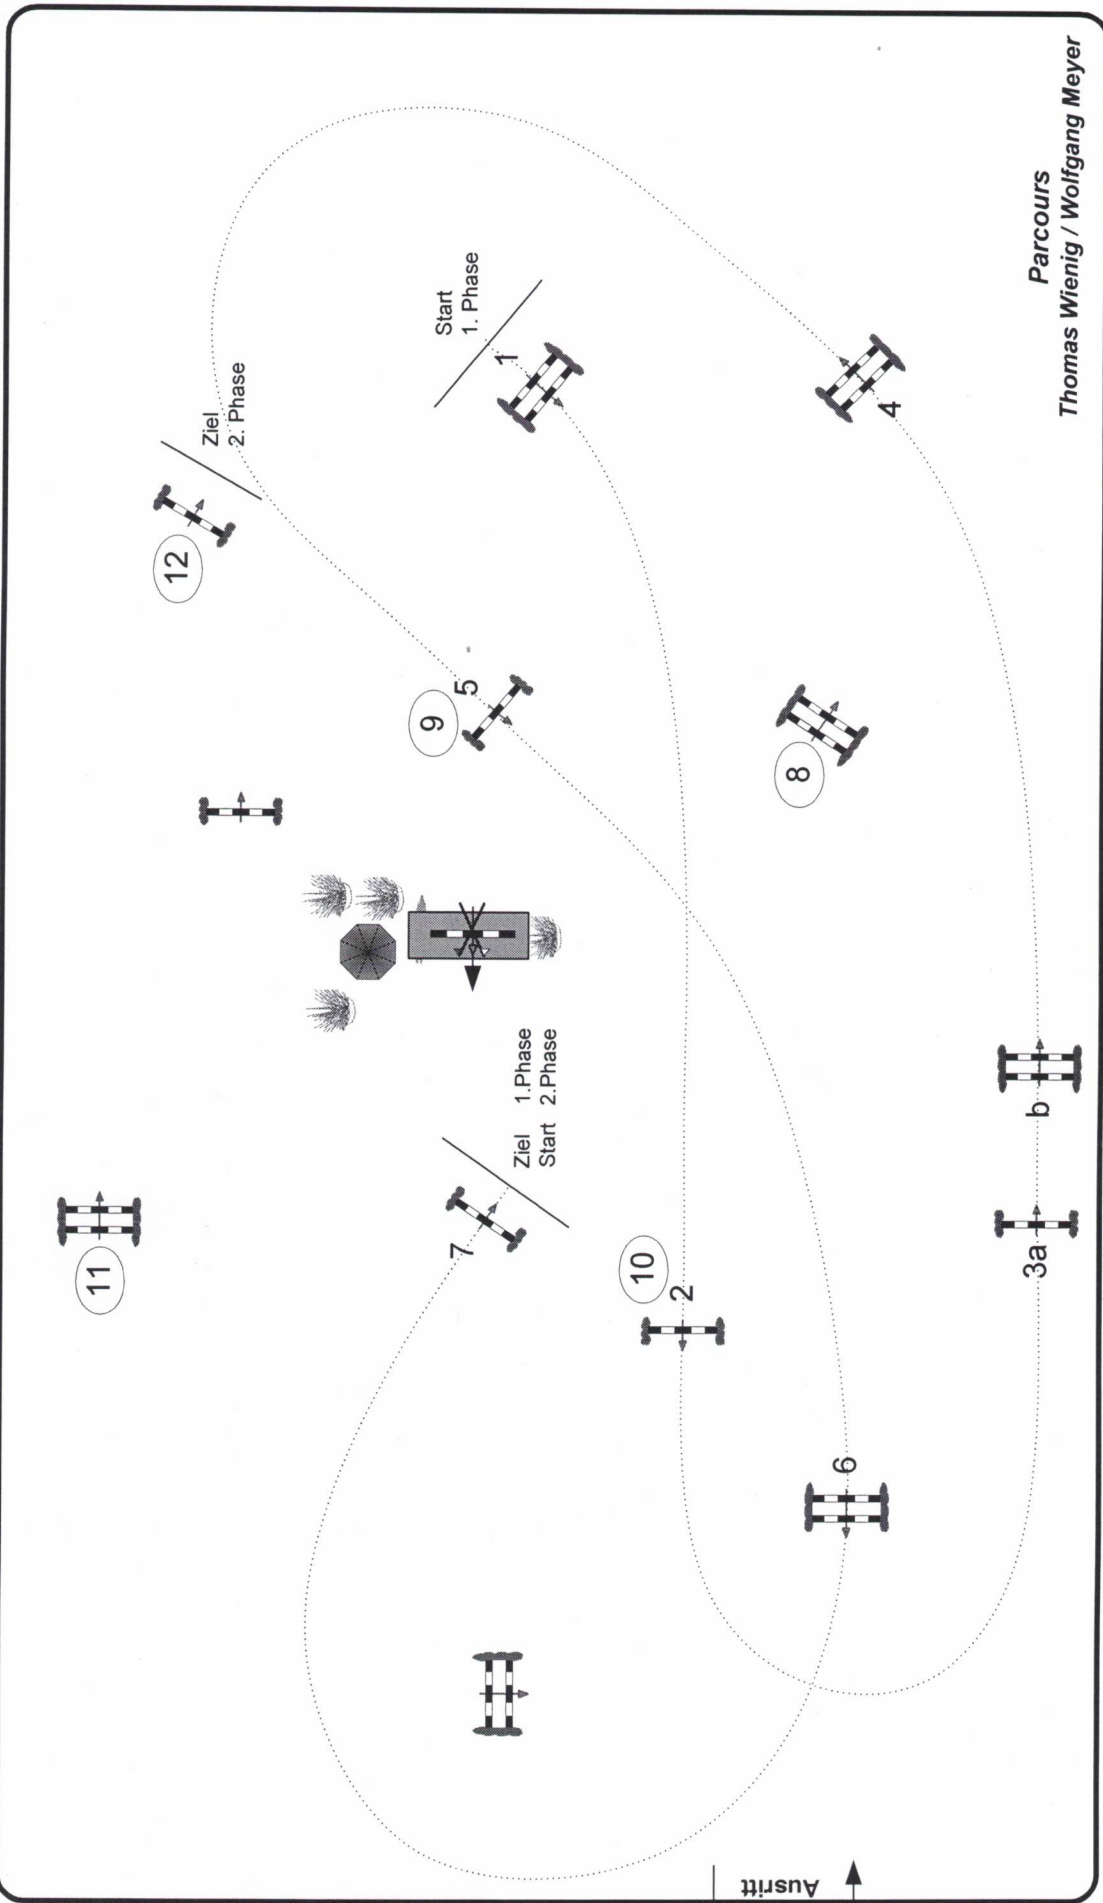 Start
1. Phase
1
Ziel
2. Phase
12
4
5
9
8
Ziel 1.Phase
Start 2.Phase
b
7
11
10
2
3a
6
Ausritt
Parcours
Thomas Wienig / Wolfgang Meyer